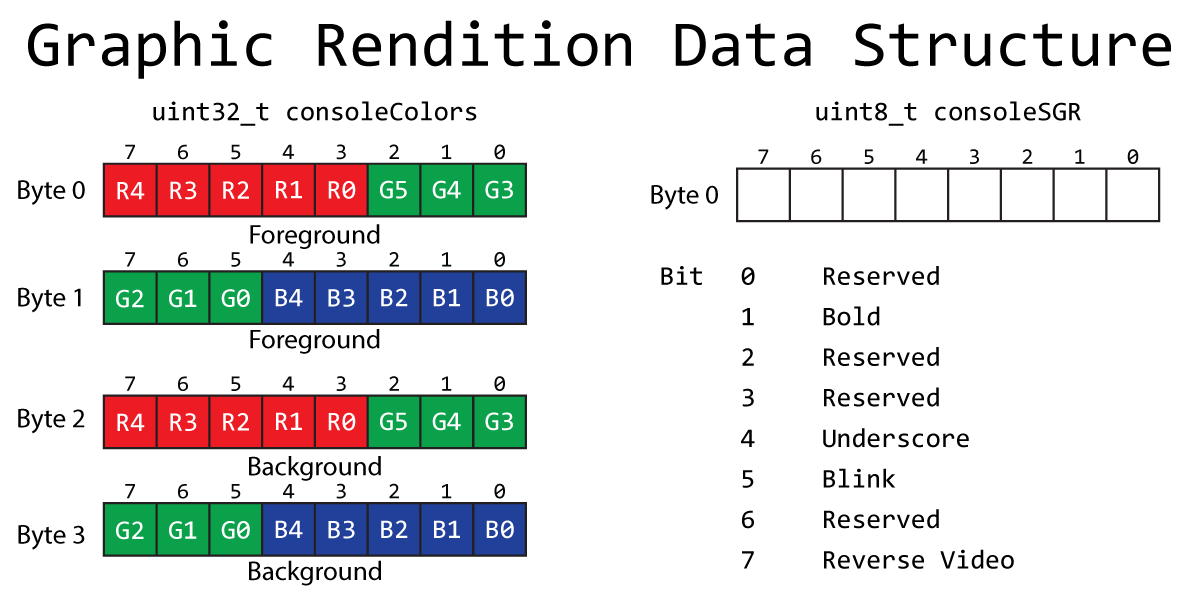 Graphic Rendition Data Structure
uint32_t consoleColors
7 6 5 4 3 2 1 0
Byte 0 R4 R3 R2 R1 R0 G5 G4 G3
Foreground
7 6 5 4 3 2 1 0
Byte 1 G2 G1 G0 B4 B3 B2 B1 B0
Foreground
7 6 5 4 3 2 1 0
Byte 2 R4 R3 R2 R1 R0 G5 G4 G3
Background
7 6 5 4 3 2 1 0
Byte 3 G2 G1 G0 B4 B3 B2 B1 B0
Background
uint8_t consoleSGR
7 6 5 4 3 2 1 0
Byte 0
Bit 0 Reserved
1 Bold
2 Reserved
3 Reserved
4 Underscore
5 Blink
6 Reserved
7 Reverse Video